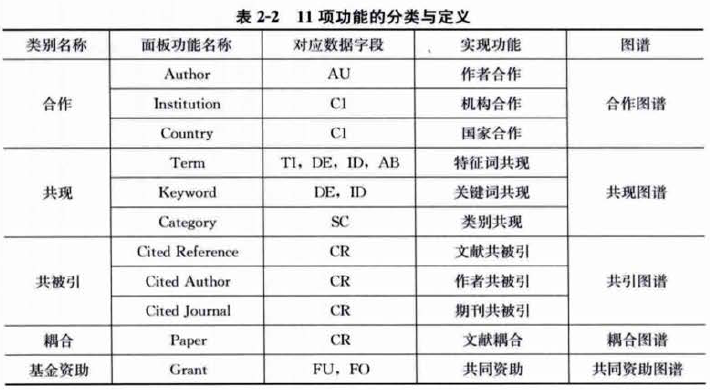 表 2-2 11 项功能的分类与定义
类别名称 面板功能名称 对应数据字段 实现功能 图谱
合作 Author AU 作者合作 合作图谱
Institution C1 机构合作
Country C1 国家合作
共现 Term TI, DE, ID, AB 特征词共现 共现图谱
Keyword DE, ID 关键词共现
Category SC 类别共现
共被引 Cited Reference CR 文献共被引 共引图谱
Cited Author CR 作者共被引
Cited Journal CR 期刊共被引
耦合 Paper CR 文献耦合 耦合图谱
基金资助 Grant FU, FO 共同资助 共同资助图谱